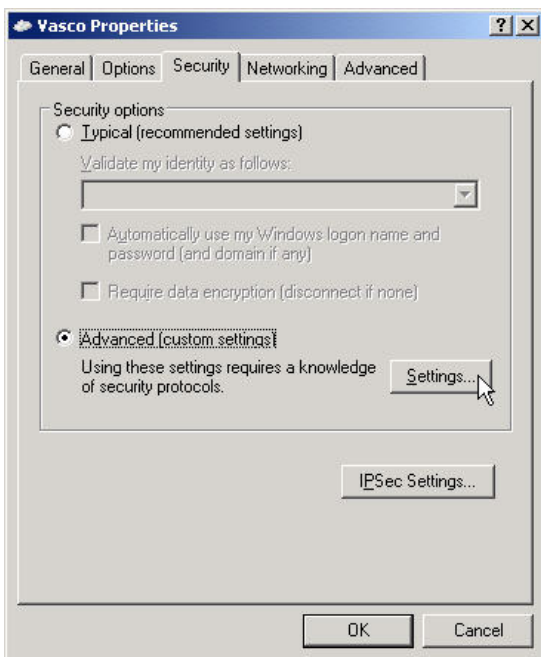 Vasco Properties
General
Options
Security
Networking
Advanced
Security options
Typical (recommended settings)
Validate my identity as follows:
Automatically use my Windows logon name and
password (and domain if any)
Require data encryption (disconnect if none)
Advanced (custom settings)
Using these settings requires a knowledge
of security protocols.
Settings...
IPSec Settings...
OK
Cancel